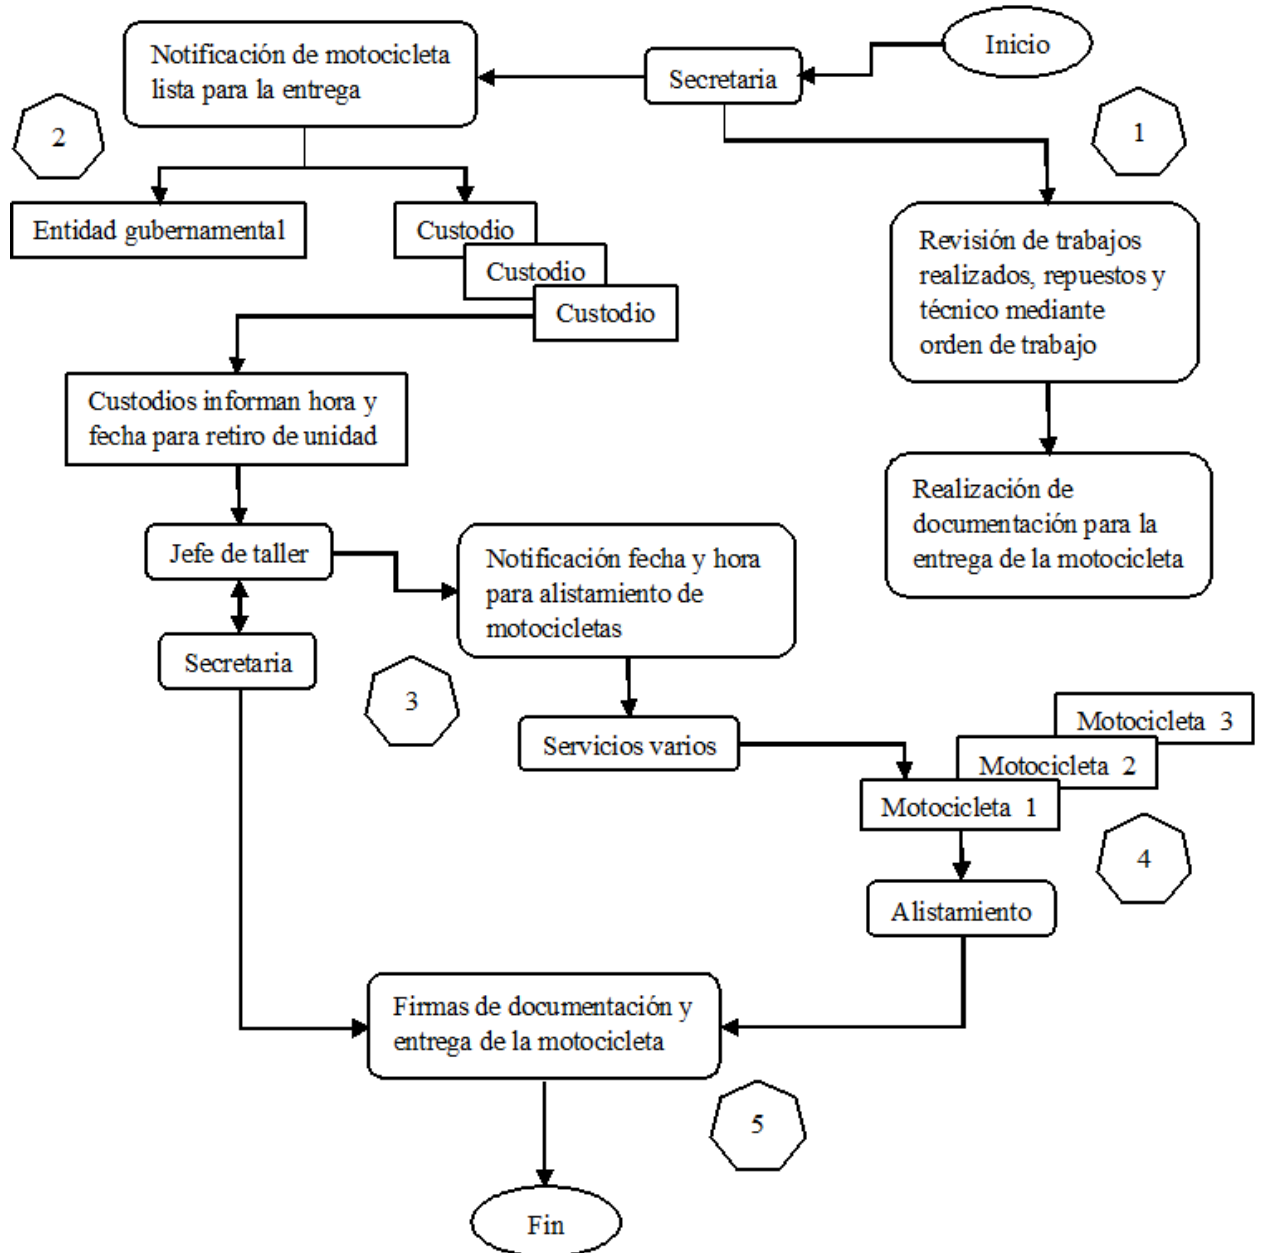 Inicio
Secretaria
Notificación de motocicleta
lista para la entrega
1
2
Entidad gubernamental
Custodio
Custodio
Custodio
Revisión de trabajos
realizados, repuestos y
técnico mediante
orden de trabajo
Custodios informan hora y
fecha para retiro de unidad
Realización de
documentación para la
entrega de la motocicleta
Jefe de taller
Notificación fecha y hora
para alistamiento de
motocicletas
Secretaria
3
Servicios varios
Motocicleta 3
Motocicleta 2
Motocicleta 1
4
Alistamiento
Firmas de documentación y
entrega de la motocicleta
5
Fin